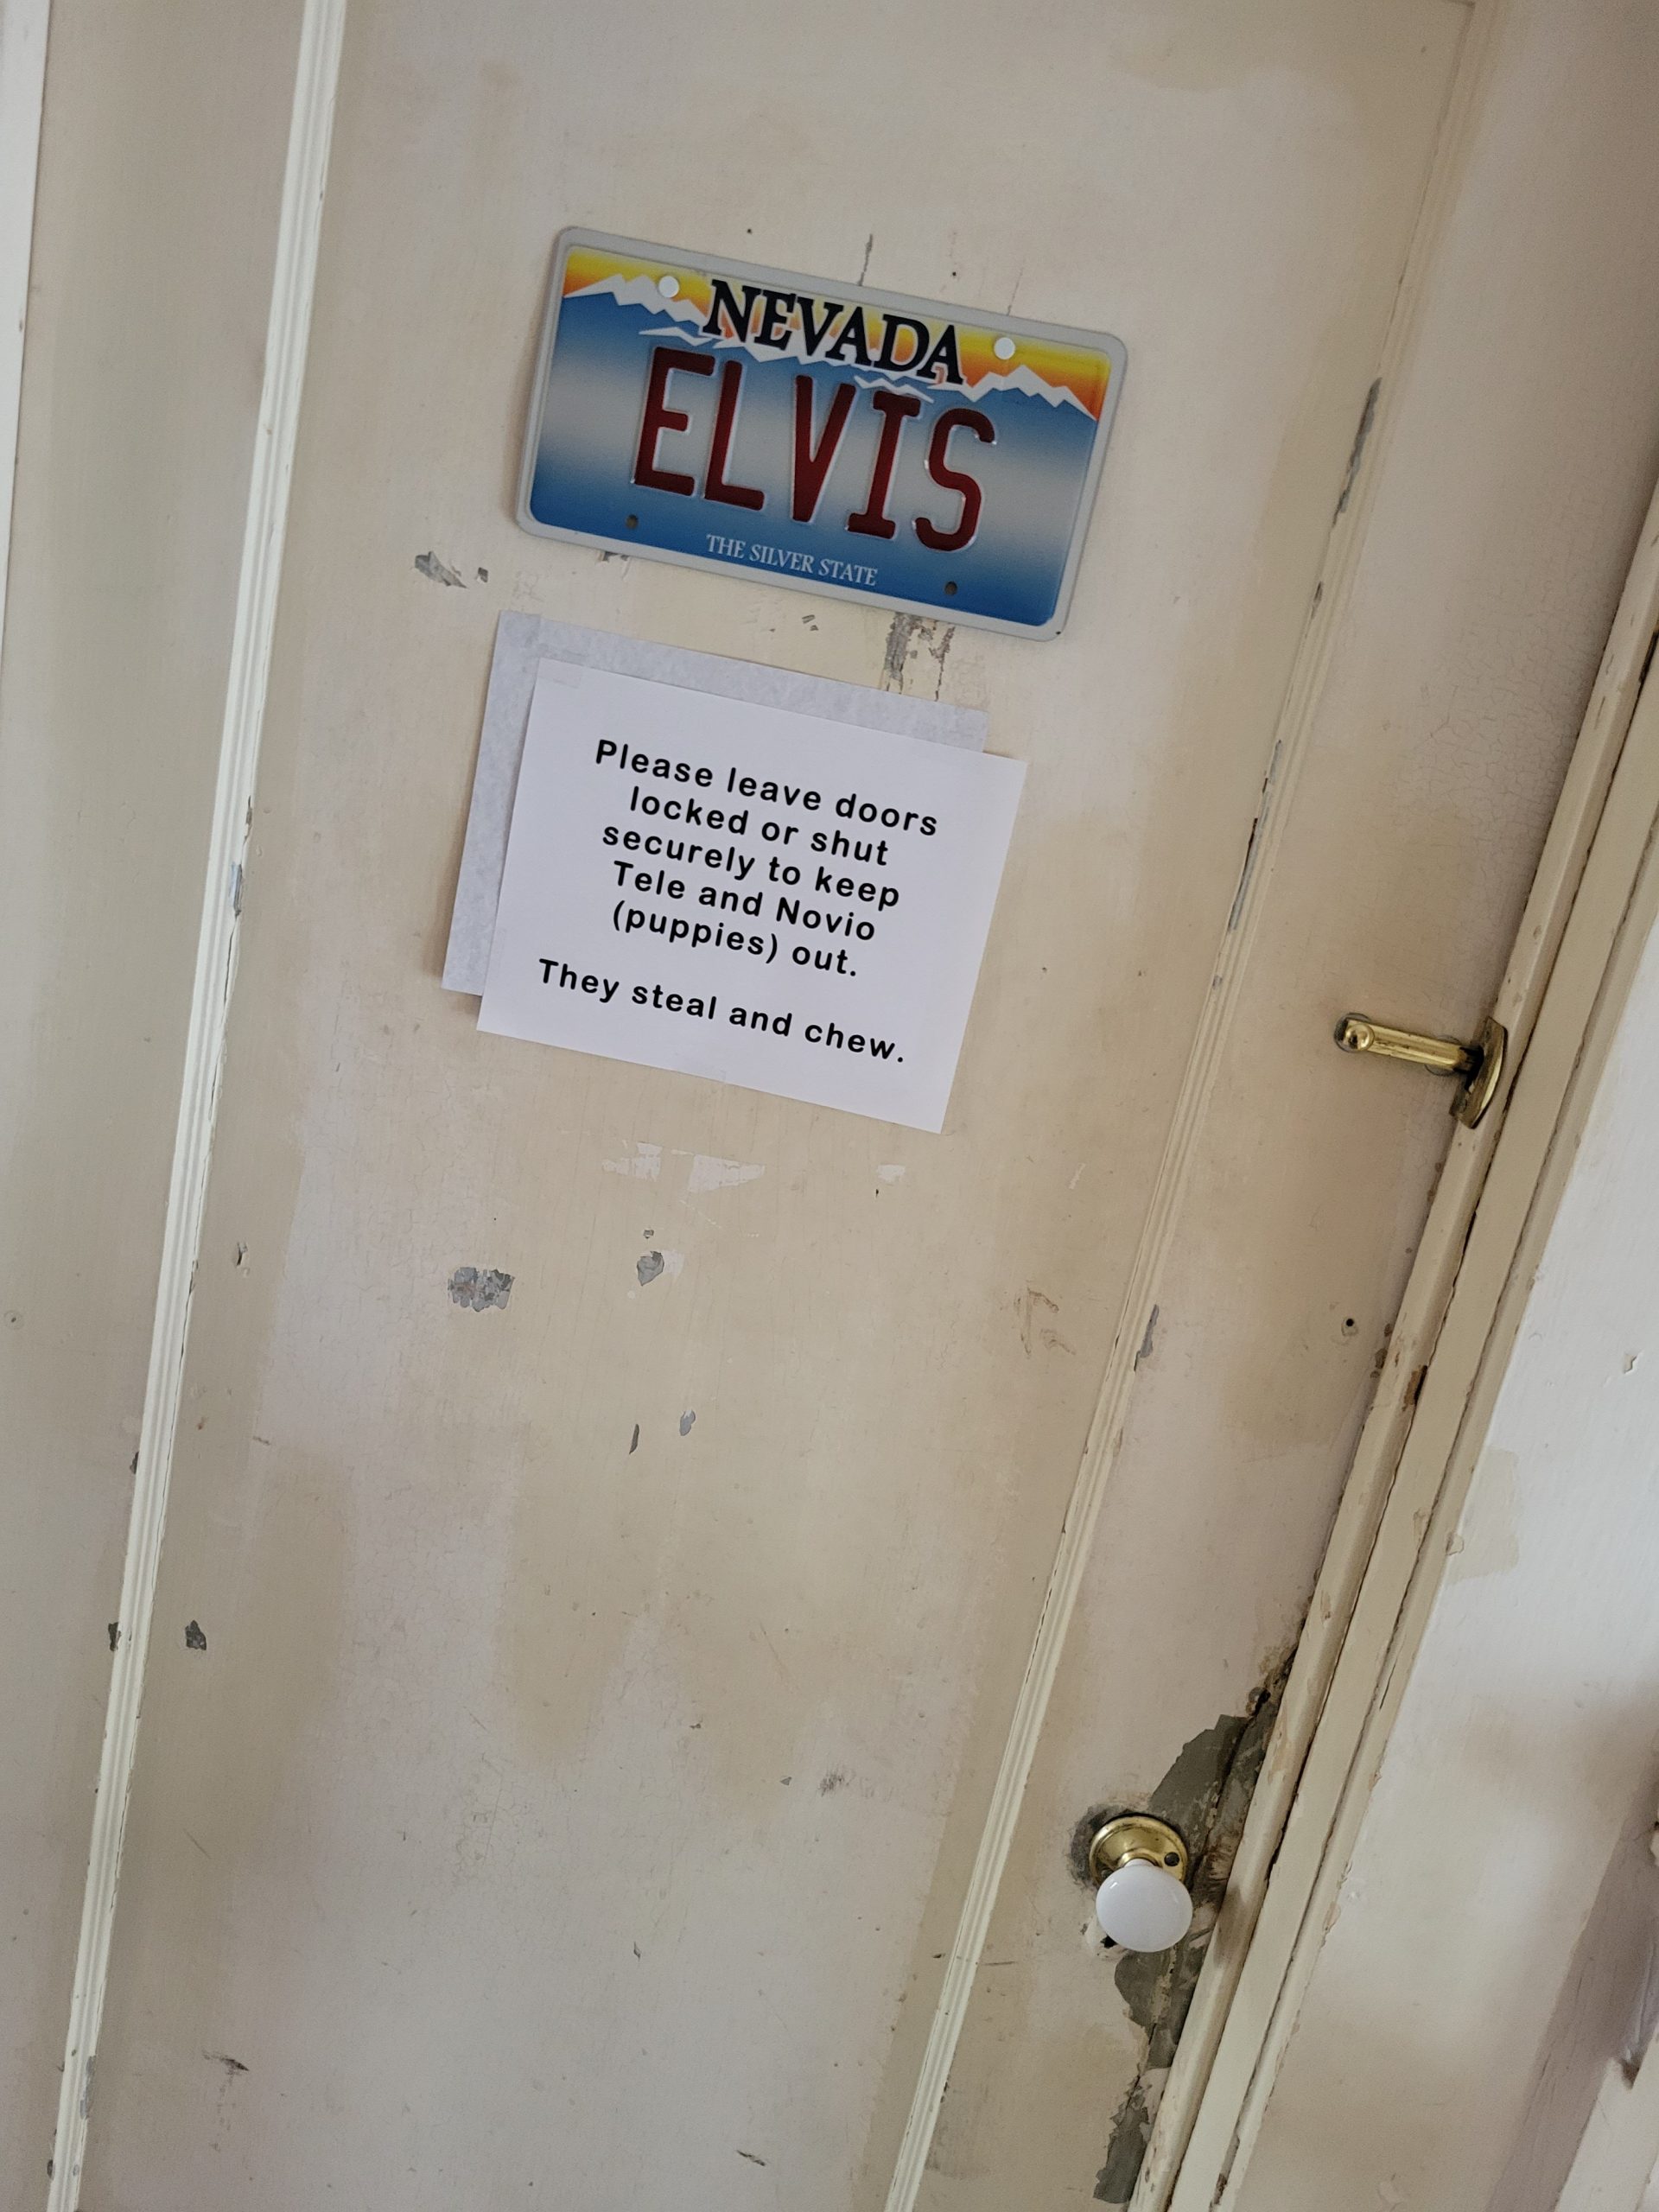 NEVADA
ELVIS
THE SILVER STATE
Please leave doors
locked or shut
securely to keep
Tele and Novio
(puppies) out.
They steal and chew.